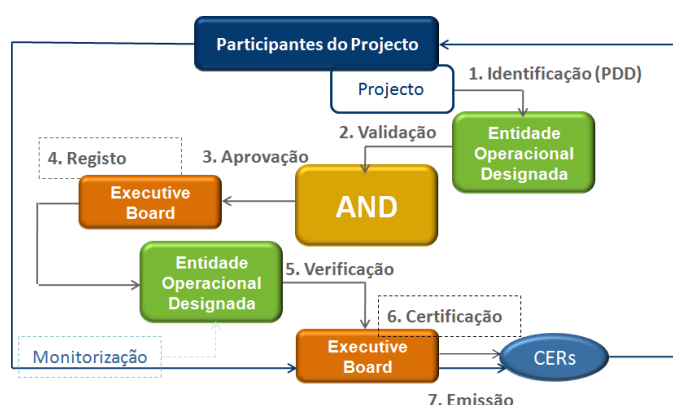 Participantes do Projecto
Projecto
1. Identificação (PDD)
Entidade
Operacional
Designada
2. Validação
AND
3. Aprovação
4. Registo
Executive
Board
Entidade
Operacional
Designada
5. Verificação
Monitorização
6. Certificação
Executive
Board
CERs
7. Emissão